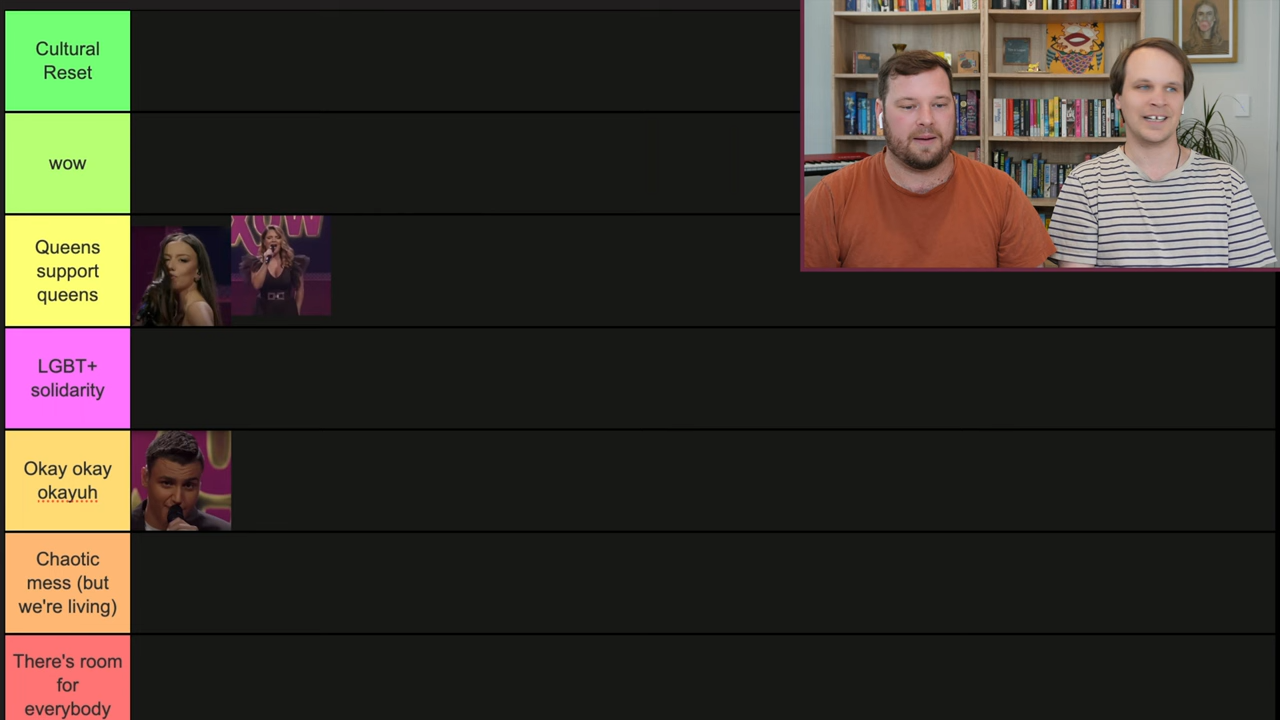 Cultural
Reset
wow
Queens
support
queens
LGBT+
solidarity
Okay okay
okayuh
Chaotic
mess (but
we're living)
There's room
for
everybody